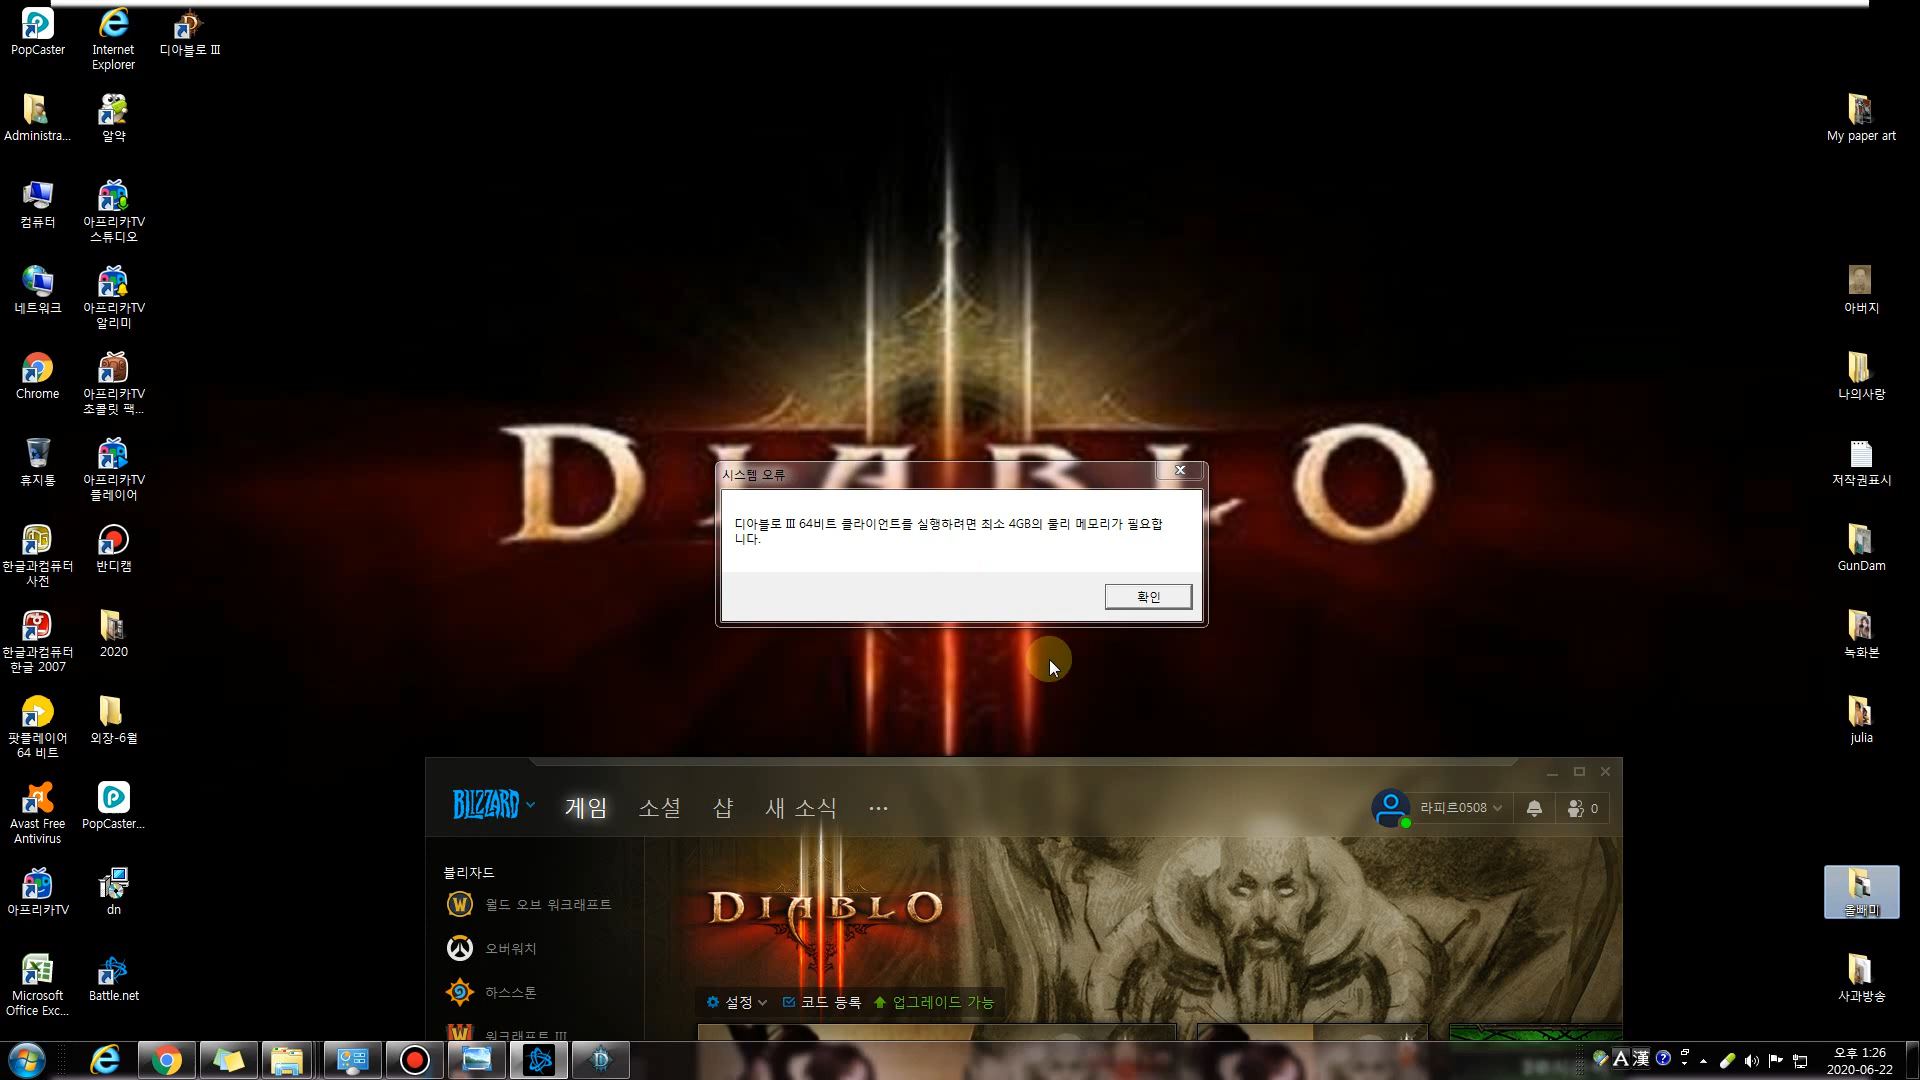 PopCaster
Internet Explorer
디아블로 III
Administra...
알약
컴퓨터
아프리카TV 스튜디오
네트워크
아프리카TV 알리미
Chrome
아프리카TV 초콜릿 팩...
휴지통
아프리카TV 플레이어
한글과컴퓨터 사전
반디캠
한글과컴퓨터 한글 2007
2020
팟플레이어 64 비트
외장-6월
Avast Free Antivirus
PopCaster...
아프리카TV
dn
Microsoft Office Exc...
Battle.net
My paper art
아버지
나의사랑
저작권표시
GunDam
녹화본
julia
올빼미
사과방송
DIABLO
시스템 오류
디아블로 III 64비트 클라이언트를 실행하려면 최소 4GB의 물리 메모리가 필요합
니다.
확인
BLIZZARD 게임 소셜 샵 새 소식 ···
라피르0508
0
블리자드
월드 오브 워크래프트
오버워치
하스스톤
워크래프트 III
DIABLO
설정 코드 등록 업그레이드 가능
A 漢
오후 1:26
2020-06-22